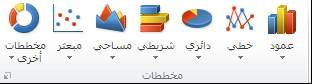 عمود
خطي
دائري
شريطي
مساحي
مبعثر
مخططات
أخرى
مخططات